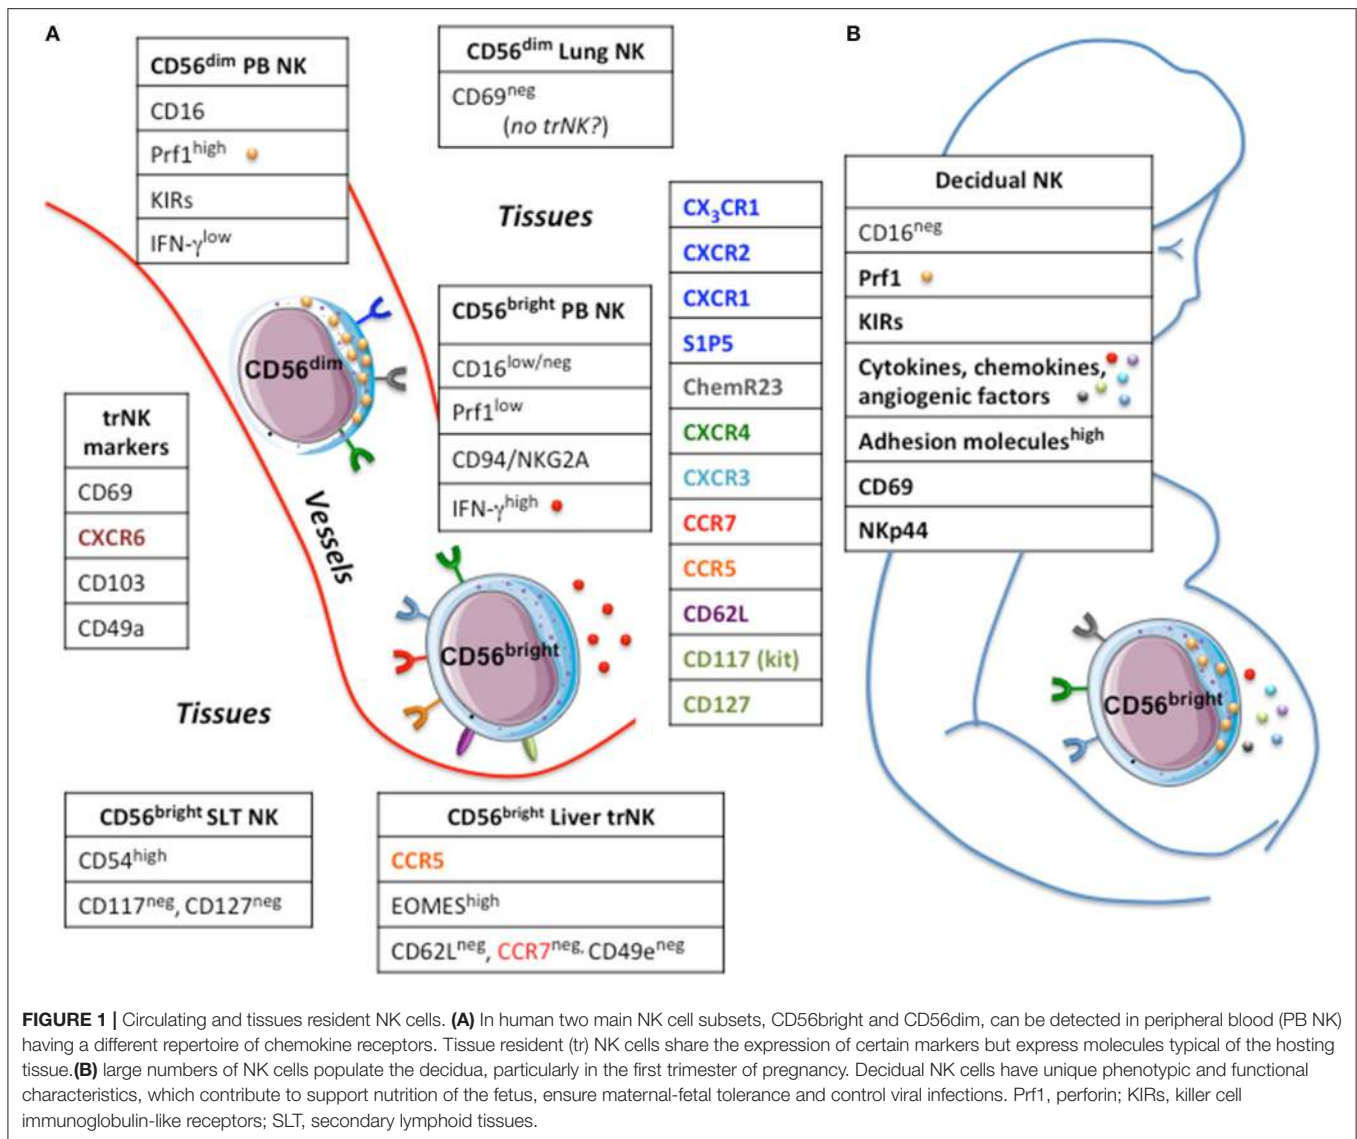 A
CD56dim PB NK
CD16
Prf1high
KIRs
IFN-γlow
CD56dim Lung NK
CD69neg
(no trNK?)
Tissues
CD56dim
trNK
markers
CD69
CXCR6
CD103
CD49a
Vessels
CD56bright PB NK
CD16low/neg
Prf1low
CD94/NKG2A
IFN-γhigh
CX3CR1
CXCR2
CXCR1
S1P5
ChemR23
CXCR4
CXCR3
CCR7
CCR5
CD62L
CD117 (kit)
CD127
CD56bright
Tissues
CD56bright SLT NK
CD54high
CD117neg, CD127neg
CD56bright Liver trNK
CCR5
EOMEShigh
CD62Lneg, CCR7neg, CD49eneg
B
Decidual NK
CD16neg
Prf1
KIRs
Cytokines, chemokines,
angiogenic factors
Adhesion moleculeshigh
CD69
NKp44
CD56bright
FIGURE 1 | Circulating and tissues resident NK cells. (A) In human two main NK cell subsets, CD56bright and CD56dim, can be detected in peripheral blood (PB NK)
having a different repertoire of chemokine receptors. Tissue resident (tr) NK cells share the expression of certain markers but express molecules typical of the hosting
tissue.(B) large numbers of NK cells populate the decidua, particularly in the first trimester of pregnancy. Decidual NK cells have unique phenotypic and functional
characteristics, which contribute to support nutrition of the fetus, ensure maternal-fetal tolerance and control viral infections. Prf1, perforin; KIRs, killer cell
immunoglobulin-like receptors; SLT, secondary lymphoid tissues.